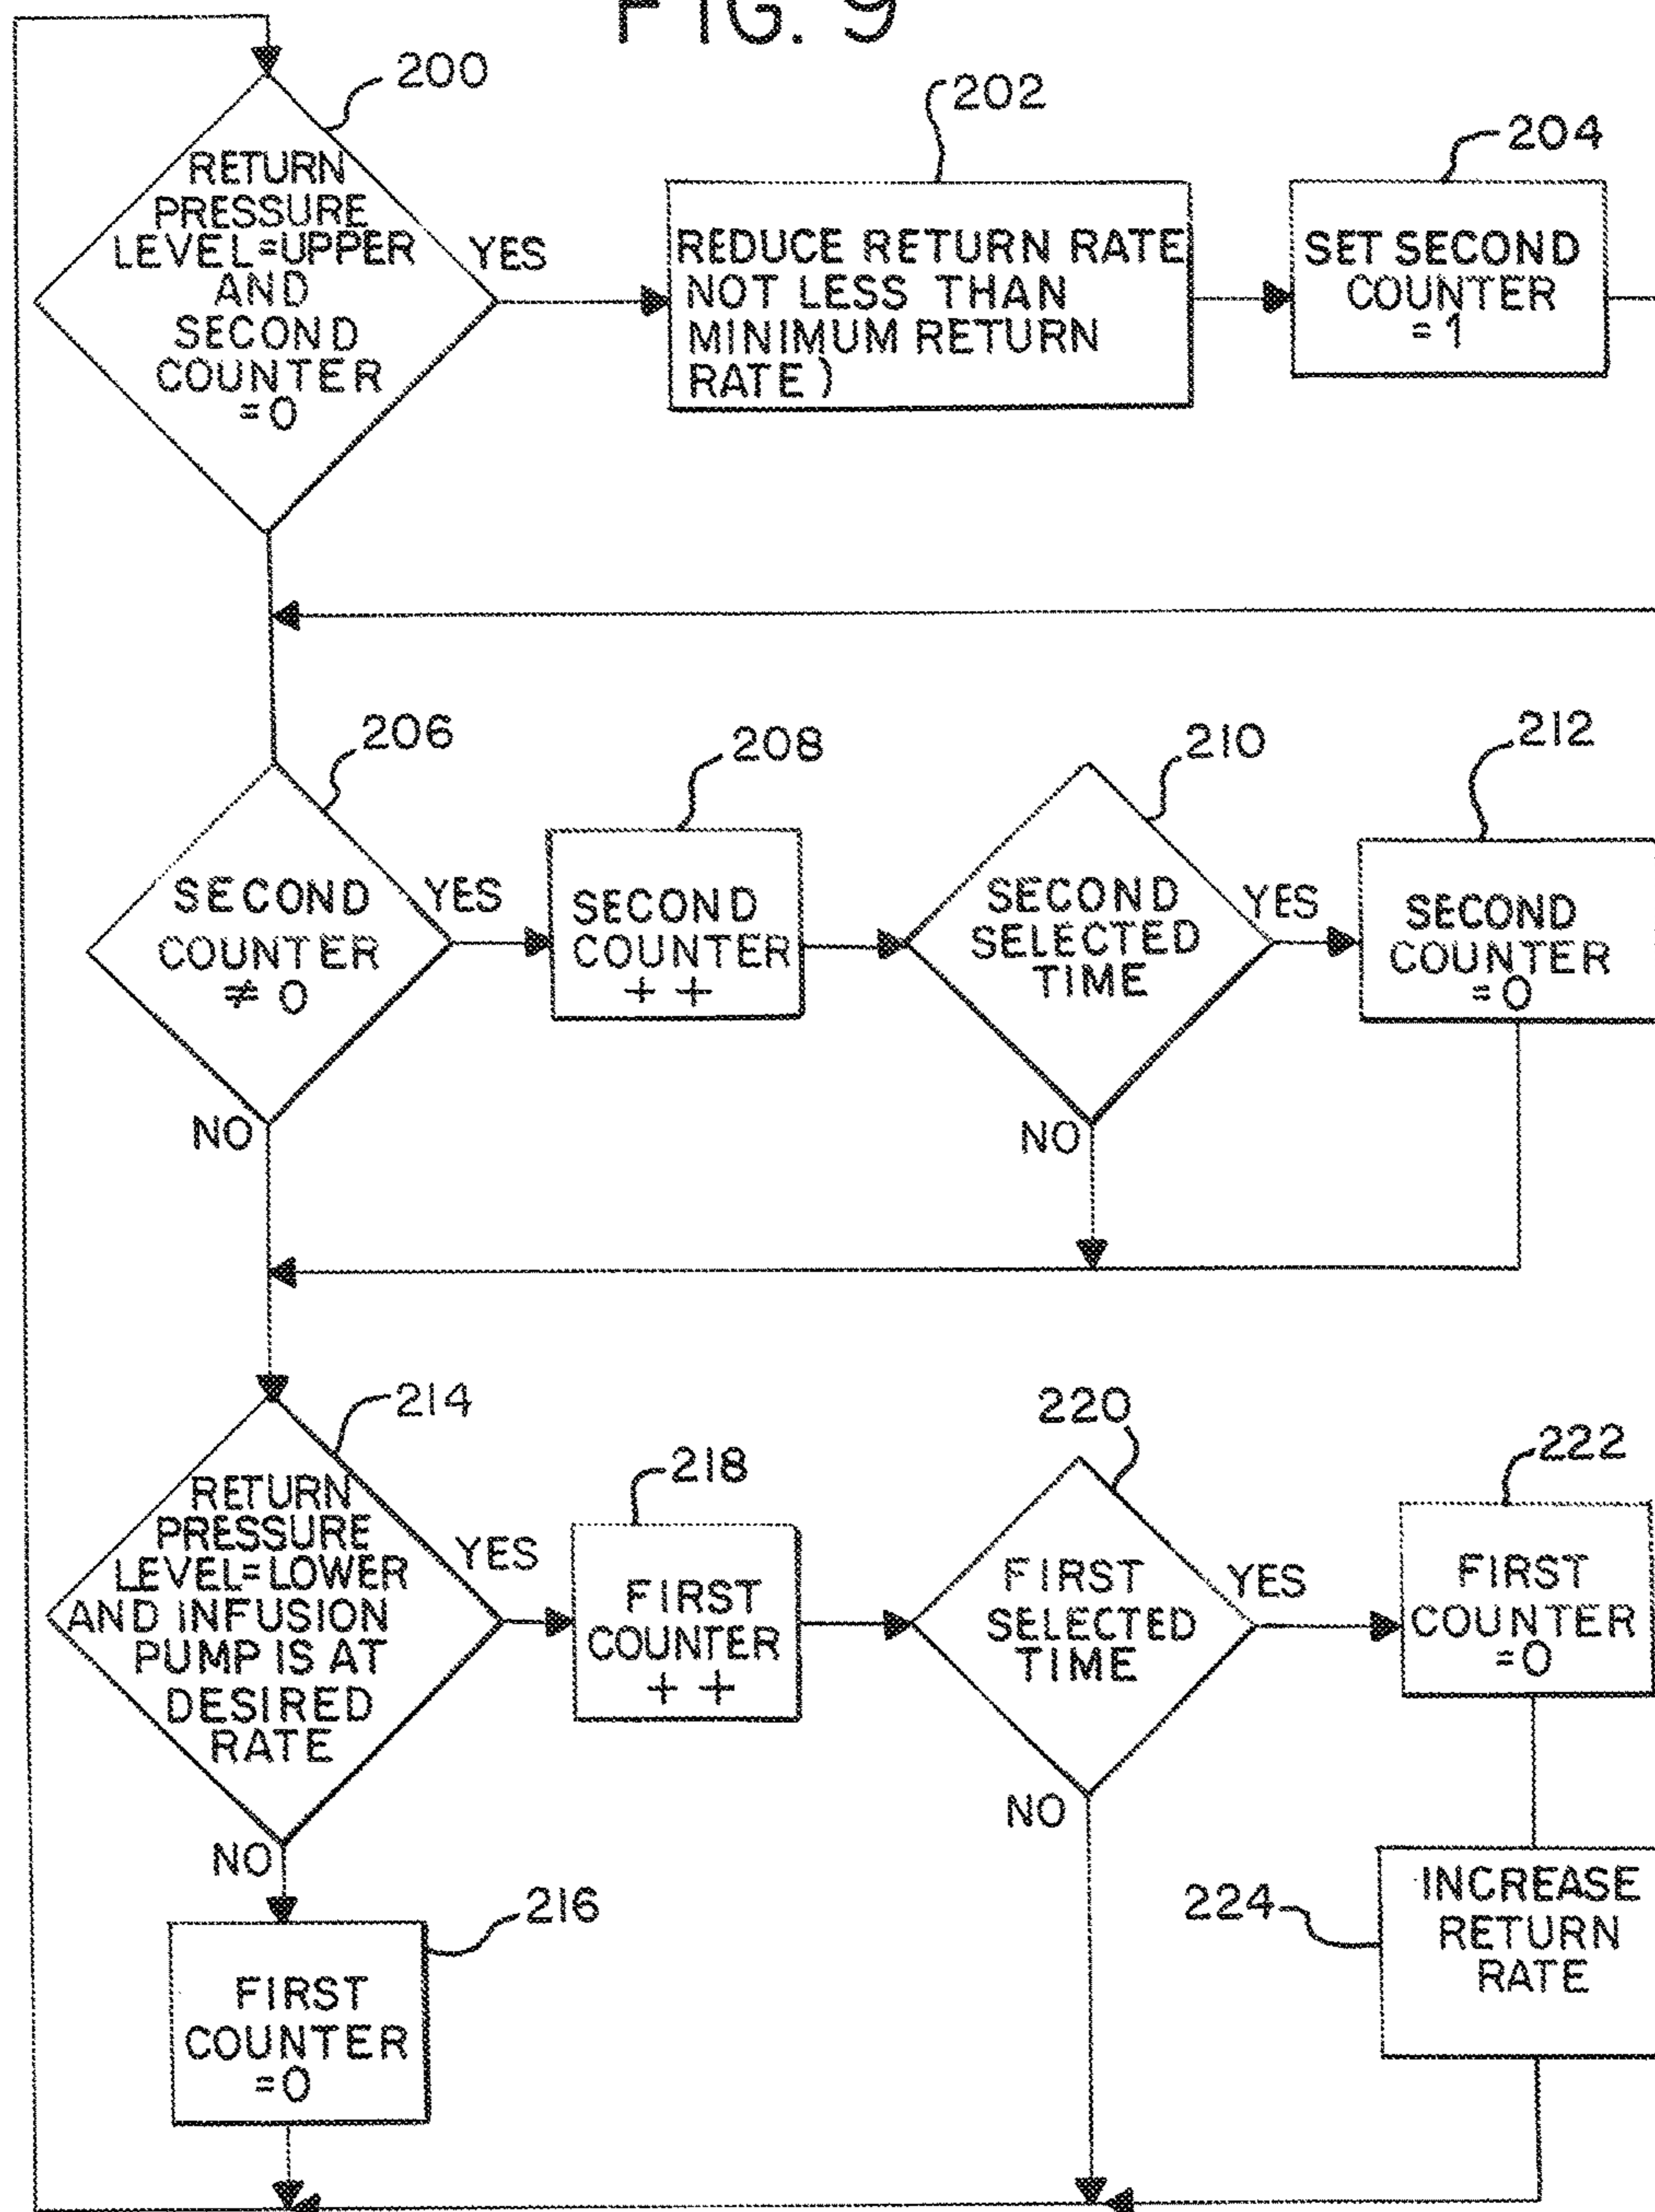 FIG. 9
200
RETURN
PRESSURE
LEVEL=UPPER
AND
SECOND
COUNTER
=0
YES
202
REDUCE RETURN RATE
NOT LESS THAN
MINIMUM RETURN
RATE)
204
SET SECOND
COUNTER
=1
206
SECOND
COUNTER
≠ 0
YES
NO
208
SECOND
COUNTER
++
210
SECOND
SELECTED
TIME
YES
NO
212
SECOND
COUNTER
=0
214
RETURN
PRESSURE
LEVEL=LOWER
AND INFUSION
PUMP IS AT
DESIRED
RATE
YES
NO
218
FIRST
COUNTER
++
220
FIRST
SELECTED
TIME
YES
NO
222
FIRST
COUNTER
=0
224
INCREASE
RETURN
RATE
216
FIRST
COUNTER
=0